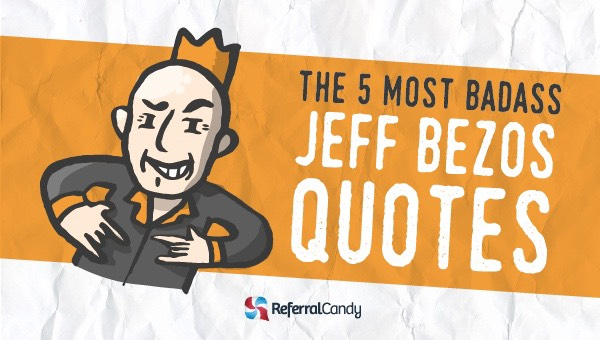 THE 5 MOST BADASS
JEFF BEZOS
QUOTES
ReferralCandy